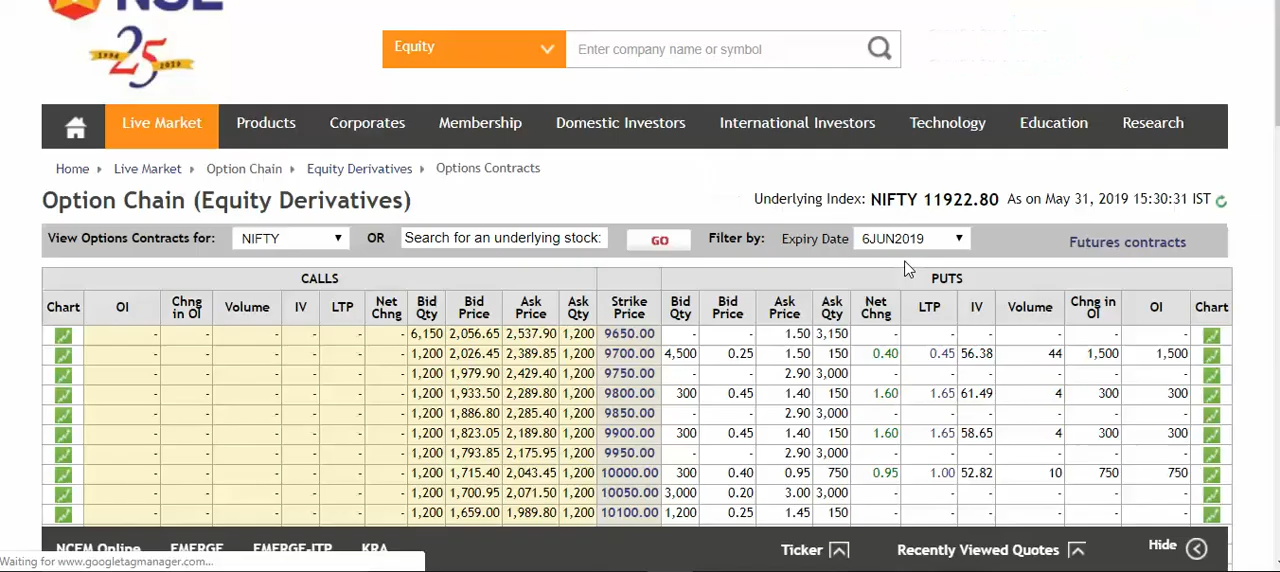 NSE
1994 25 2019
Equity
Enter company name or symbol
Live Market Products Corporates Membership Domestic Investors International Investors Technology Education Research
Home Live Market Option Chain Equity Derivatives Options Contracts
Option Chain (Equity Derivatives) Underlying Index: NIFTY 11922.80 As on May 31, 2019 15:30:31 IST
View Options Contracts for: NIFTY OR Search for an underlying stock: GO Filter by: Expiry Date 6JUN2019 Futures contracts
CALLS PUTS
Chart OI Chng in OI Volume IV LTP Net Chng Bid Qty Bid Price Ask Price Ask Qty Strike Price Bid Qty Bid Price Ask Price Ask Qty Net Chng LTP IV Volume Chng in OI OI Chart
- - - - - - 6,150 2,056.65 2,537.90 1,200 9650.00 - - 1.50 3,150 - - - - - -
- - - - - - 1,200 2,026.45 2,389.85 1,200 9700.00 4,500 0.25 1.50 150 0.40 0.45 56.38 44 1,500 1,500
- - - - - - 1,200 1,979.90 2,429.40 1,200 9750.00 - - 2.90 3,000 - - - - - -
- - - - - - 1,200 1,933.50 2,289.80 1,200 9800.00 300 0.45 1.40 150 1.60 1.65 61.49 4 300 300
- - - - - - 1,200 1,886.80 2,285.40 1,200 9850.00 - - 2.90 3,000 - - - - - -
- - - - - - 1,200 1,823.05 2,189.80 1,200 9900.00 300 0.45 1.40 150 1.60 1.65 58.65 4 300 300
- - - - - - 1,200 1,793.85 2,175.95 1,200 9950.00 - - 2.90 3,000 - - - - - -
- - - - - - 1,200 1,715.40 2,043.45 1,200 10000.00 300 0.40 0.95 750 0.95 1.00 52.82 10 750 750
- - - - - - 1,200 1,700.95 2,071.50 1,200 10050.00 3,000 0.20 3.00 3,000 - - - - - -
- - - - - - 1,200 1,659.00 1,989.80 1,200 10100.00 1,200 0.25 1.45 150 - - - - - -
NCFM Online EMERGE EMERGE-ITP KRA Ticker Recently Viewed Quotes Hide
Waiting for www.googletagmanager.com...